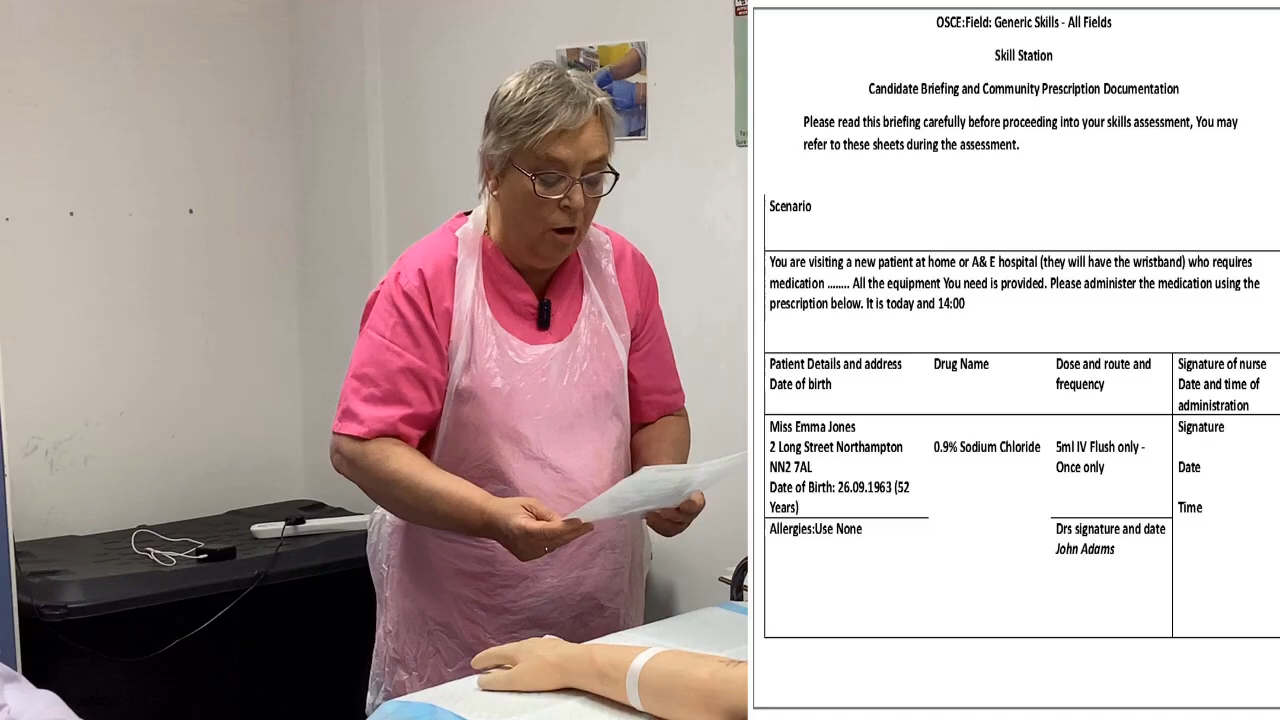 OSCE:Field: Generic Skills - All Fields
Skill Station
Candidate Briefing and Community Prescription Documentation
Please read this briefing carefully before proceeding into your skills assessment, You may
refer to these sheets during the assessment.
Scenario
You are visiting a new patient at home or A& E hospital (they will have the wristband) who requires
medication ........ All the equipment You need is provided. Please administer the medication using the
prescription below. It is today and 14:00
Patient Details and address
Date of birth
Drug Name
Dose and route and
frequency
Signature of nurse
Date and time of
administration
Miss Emma Jones
2 Long Street Northampton
NN2 7AL
Date of Birth: 26.09.1963 (52
Years)
0.9% Sodium Chloride
5ml IV Flush only -
Once only
Signature
Date
Time
Allergies:Use None
Drs signature and date
John Adams